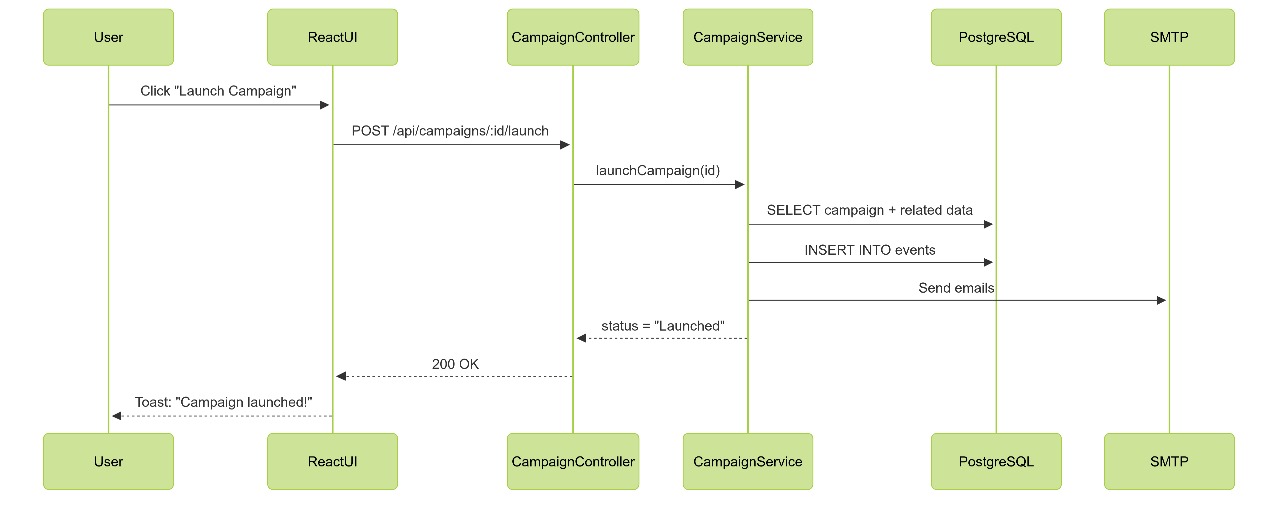 User
ReactUI
CampaignController
CampaignService
PostgreSQL
SMTP
Click "Launch Campaign"
POST /api/campaigns/:id/launch
launchCampaign(id)
SELECT campaign + related data
INSERT INTO events
Send emails
status = "Launched"
200 OK
Toast: "Campaign launched!"
User
ReactUI
CampaignController
CampaignService
PostgreSQL
SMTP